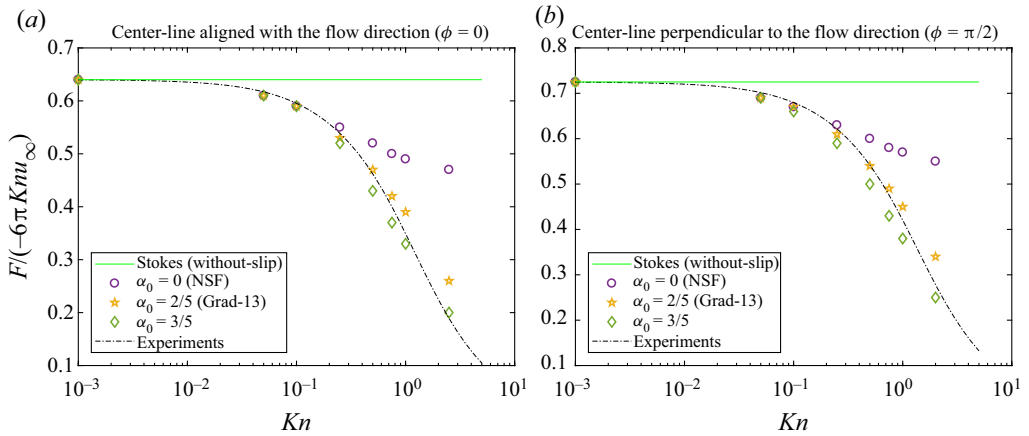 (a)
Center-line aligned with the flow direction (ϕ = 0)
F/(−6πKnu∞)
0.7
0.6
0.5
0.4
0.3
0.2
0.1
Stokes (without-slip)
α₀ = 0 (NSF)
α₀ = 2/5 (Grad-13)
α₀ = 3/5
Experiments
10⁻³
10⁻²
10⁻¹
10⁰
10¹
Kn
(b)
Center-line perpendicular to the flow direction (ϕ = π/2)
0.8
0.7
0.6
0.5
0.4
0.3
0.2
0.1
Stokes (without-slip)
α₀ = 0 (NSF)
α₀ = 2/5 (Grad-13)
α₀ = 3/5
Experiments
10⁻³
10⁻²
10⁻¹
10⁰
10¹
Kn